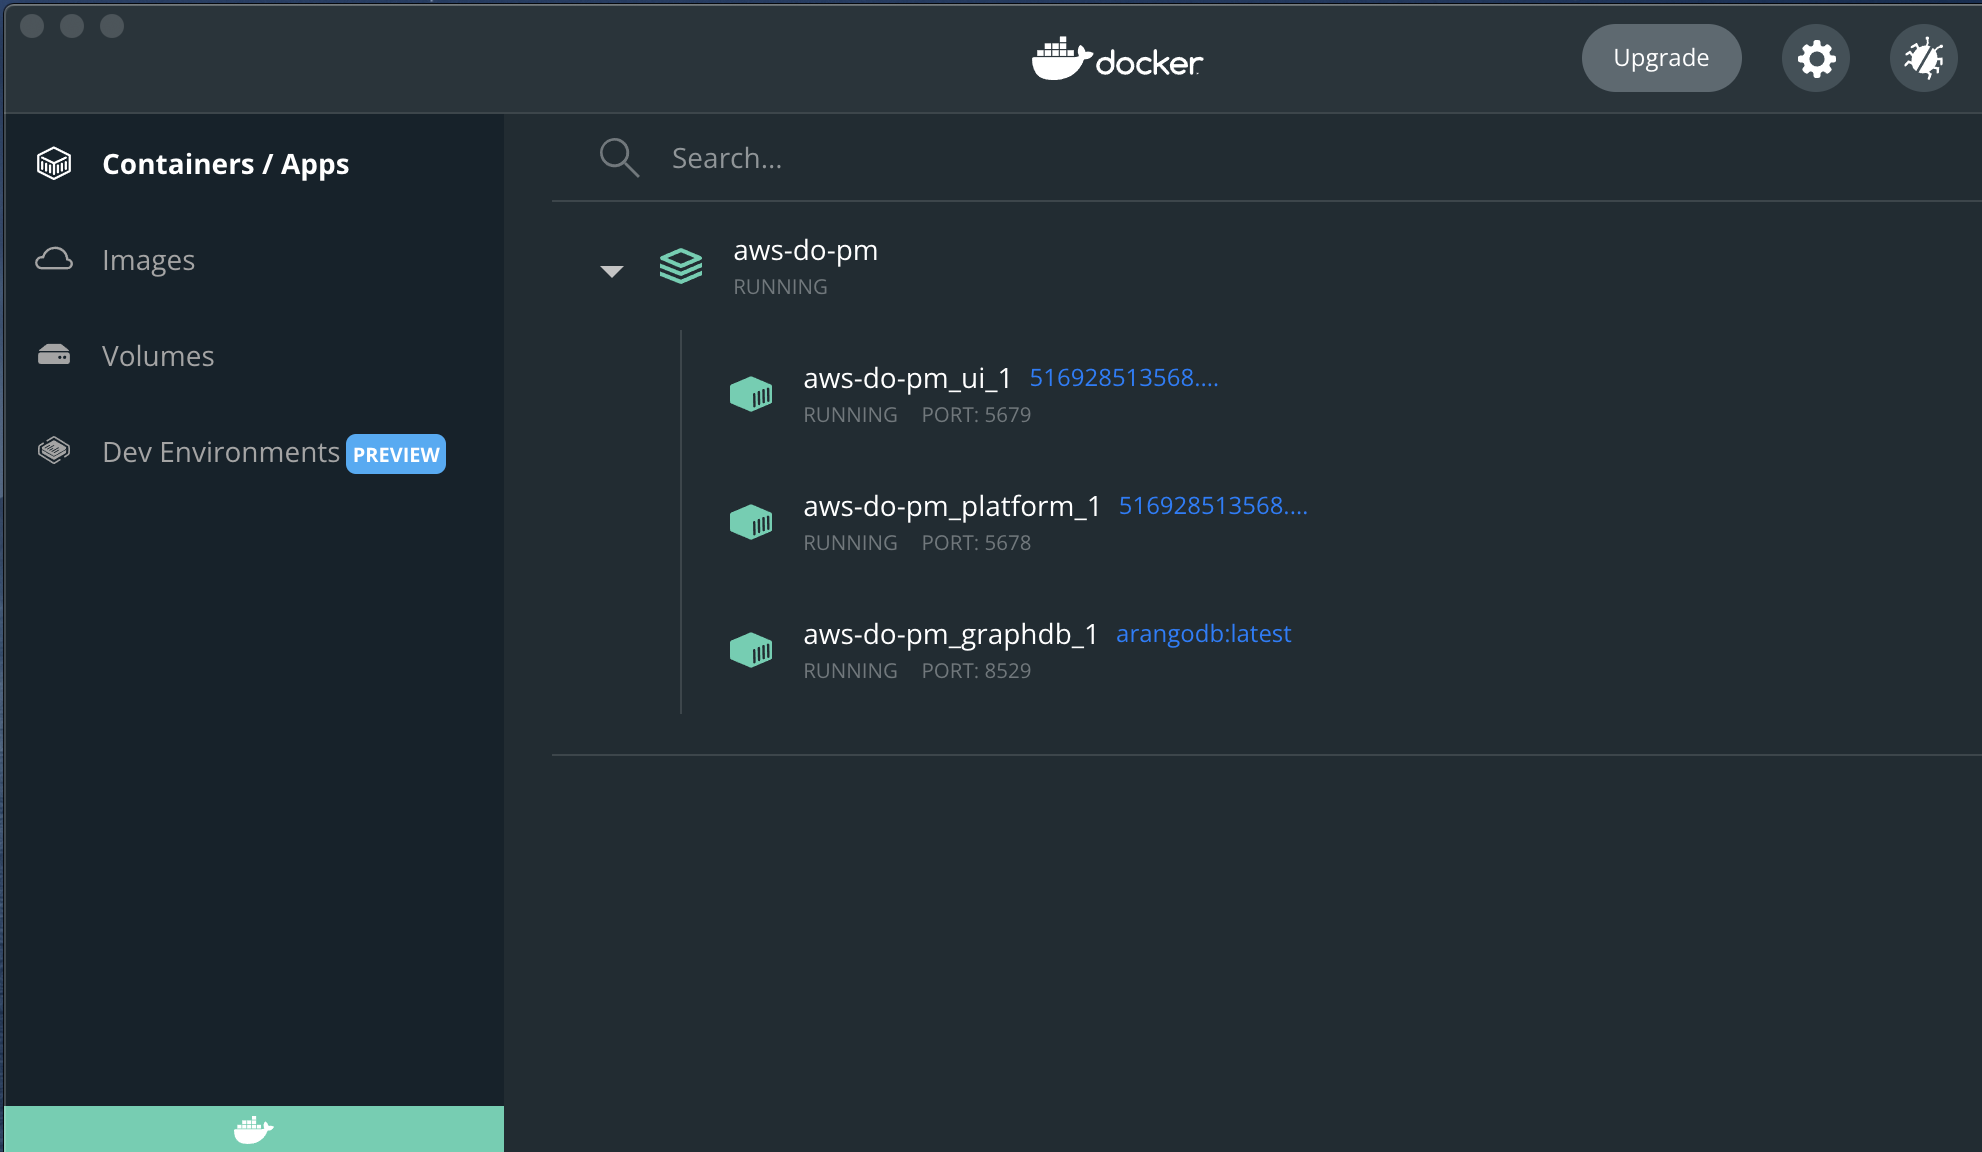 docker
Upgrade
Containers / Apps
Images
Volumes
Dev Environments PREVIEW
Search...
aws-do-pm
RUNNING
aws-do-pm_ui_1 516928513568....
RUNNING PORT: 5679
aws-do-pm_platform_1 516928513568....
RUNNING PORT: 5678
aws-do-pm_graphdb_1 arangodb:latest
RUNNING PORT: 8529